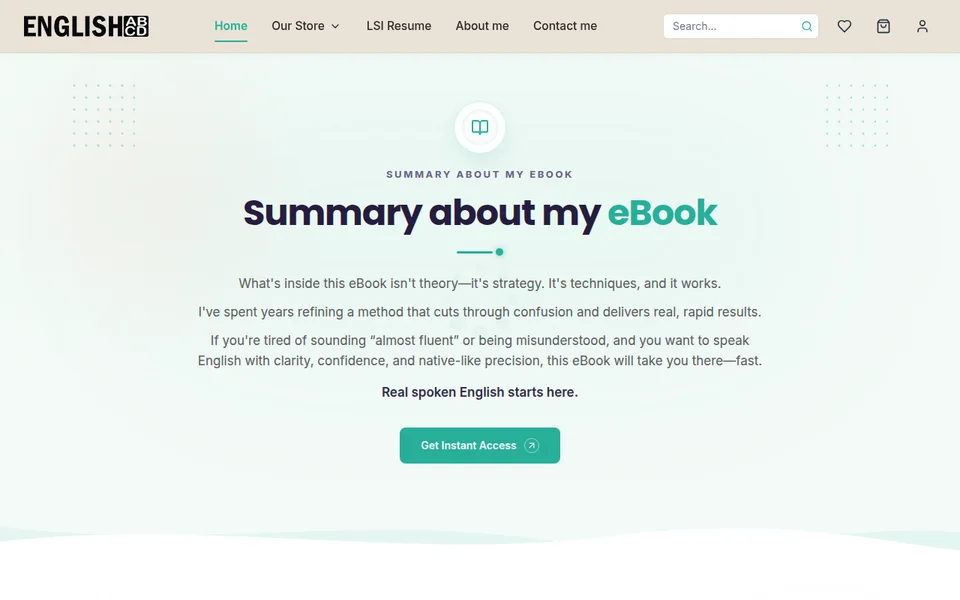 ENGLISH AB CD
Home
Our Store
LSI Resume
About me
Contact me
Search...
SUMMARY ABOUT MY EBOOK
Summary about my eBook
What's inside this eBook isn't theory—it's strategy. It's techniques, and it works.
I've spent years refining a method that cuts through confusion and delivers real, rapid results.
If you're tired of sounding “almost fluent” or being misunderstood, and you want to speak
English with clarity, confidence, and native-like precision, this eBook will take you there—fast.
Real spoken English starts here.
Get Instant Access